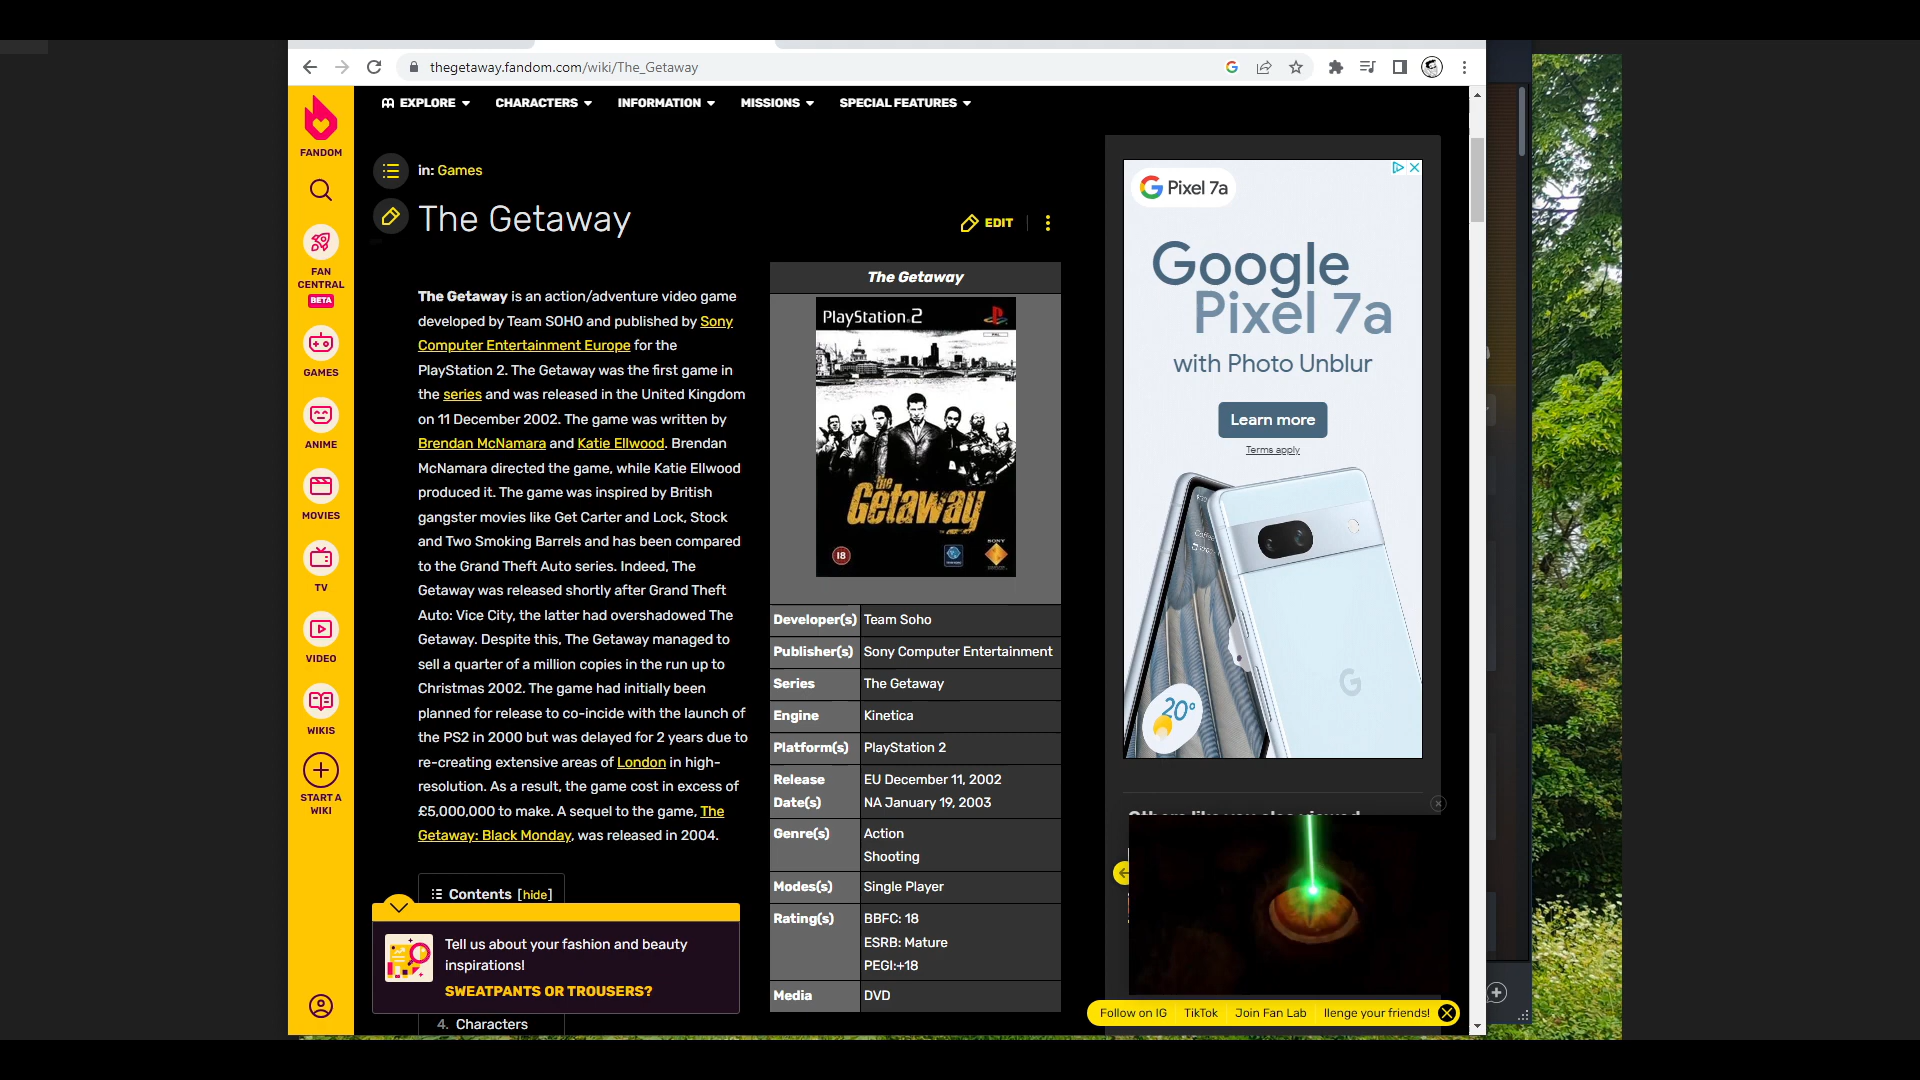 thegetaway.fandom.com/wiki/The_Getaway
EXPLORE
CHARACTERS
INFORMATION
MISSIONS
SPECIAL FEATURES
FANDOM
FAN
CENTRAL
BETA
GAMES
ANIME
MOVIES
TV
VIDEO
WIKIS
START A
WIKI
in: Games
The Getaway
EDIT
The Getaway is an action/adventure video game
developed by Team SOHO and published by Sony
Computer Entertainment Europe for the
PlayStation 2. The Getaway was the first game in
the series and was released in the United Kingdom
on 11 December 2002. The game was written by
Brendan McNamara and Katie Ellwood. Brendan
McNamara directed the game, while Katie Ellwood
produced it. The game was inspired by British
gangster movies like Get Carter and Lock, Stock
and Two Smoking Barrels and has been compared
to the Grand Theft Auto series. Indeed, The
Getaway was released shortly after Grand Theft
Auto: Vice City, the latter had overshadowed The
Getaway. Despite this, The Getaway managed to
sell a quarter of a million copies in the run up to
Christmas 2002. The game had initially been
planned for release to co-incide with the launch of
the PS2 in 2000 but was delayed for 2 years due to
re-creating extensive areas of London in high-
resolution. As a result, the game cost in excess of
£5,000,000 to make. A sequel to the game, The
Getaway: Black Monday, was released in 2004.
Contents [hide]
Tell us about your fashion and beauty
inspirations!
SWEATPANTS OR TROUSERS?
4. Characters
The Getaway
PlayStation 2
the
Getaway
18
SONY
Developer(s) Team Soho
Publisher(s) Sony Computer Entertainment
Series The Getaway
Engine Kinetica
Platform(s) PlayStation 2
Release
Date(s)
EU December 11, 2002
NA January 19, 2003
Genre(s) Action
Shooting
Modes(s) Single Player
Rating(s) BBFC: 18
ESRB: Mature
PEGI:+18
Media DVD
G Pixel 7a
Google
Pixel 7a
with Photo Unblur
Learn more
Terms apply
20°
Others like you also viewed
Follow on IG
TikTok
Join Fan Lab
llenge your friends!